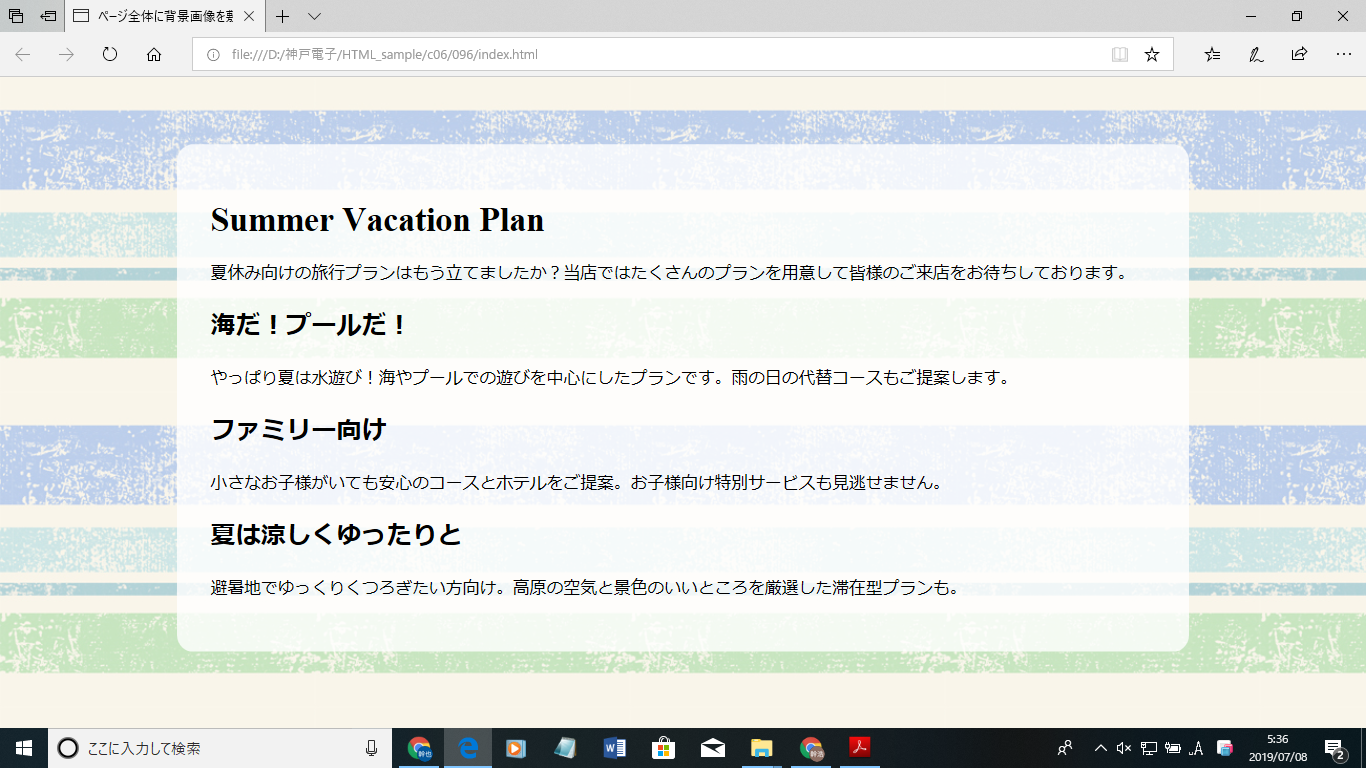 ページ全体に背景画像を
file:///D:/神戸電子/HTML_sample/c06/096/index.html
Summer Vacation Plan
夏休み向けの旅行プランはもう立てましたか？当店ではたくさんのプランを用意して皆様のご来店をお待ちしております。
海だ！プールだ！
やっぱり夏は水遊び！海やプールでの遊びを中心にしたプランです。雨の日の代替コースもご提案します。
ファミリー向け
小さなお子様がいても安心のコースとホテルをご提案。お子様向け特別サービスも見逃せません。
夏は涼しくゆったりと
避暑地でゆっくりくつろぎたい方向け。高原の空気と景色のいいところを厳選した滞在型プランも。
ここに入力して検索
A
5:36
2019/07/08
2